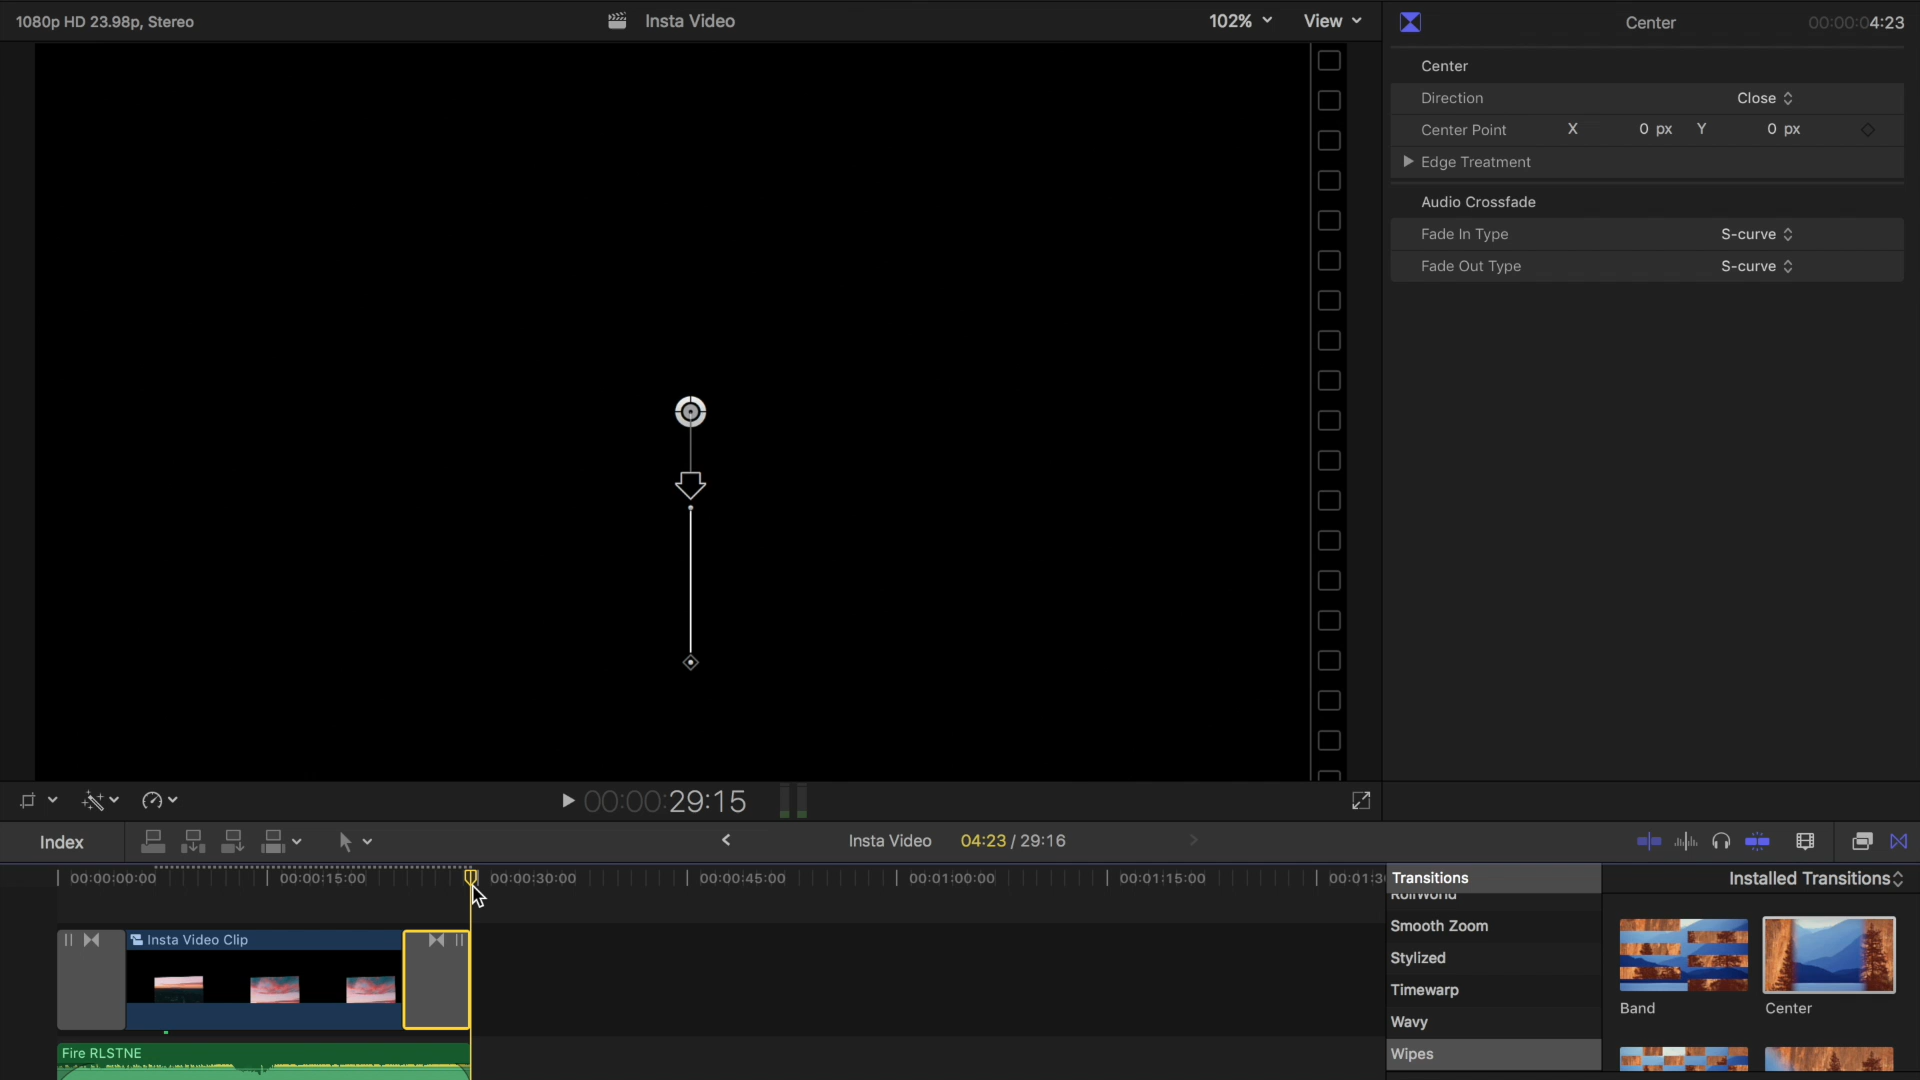 1080p HD 23.98p, Stereo
Insta Video
102%
View
Center
00:00:04:23
Center
Direction
Close
Center Point
X
0 px
Y
0 px
Edge Treatment
Audio Crossfade
Fade In Type
S-curve
Fade Out Type
S-curve
00:00:29:15
Index
Insta Video
04:23 / 29:16
00:00:00:00
00:00:15:00
00:00:30:00
00:00:45:00
00:01:00:00
00:01:15:00
00:01:3
Transitions
Installed Transitions
Smooth Zoom
Stylized
Timewarp
Wavy
Wipes
Band
Center
Insta Video Clip
Fire RLSTNE